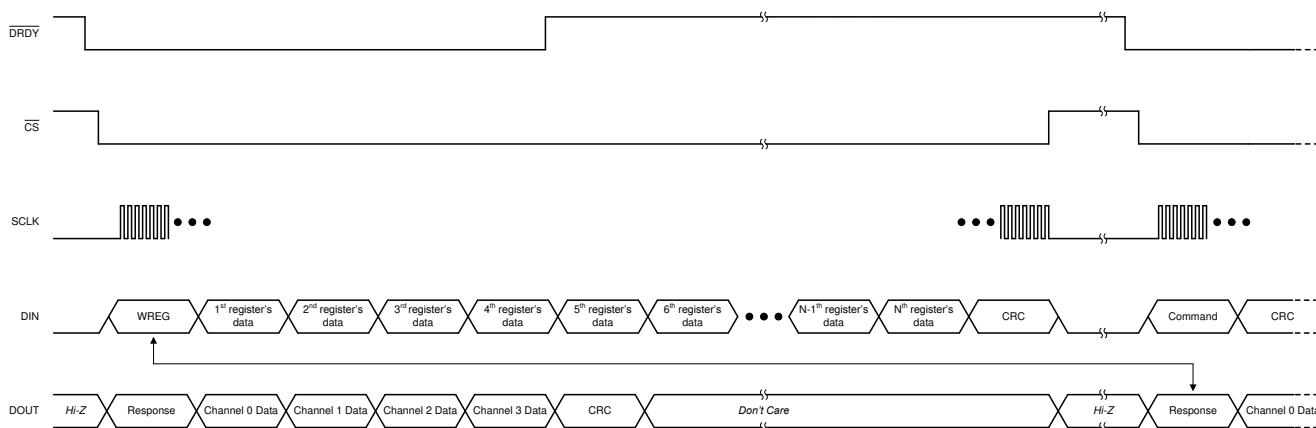 DRDY
CS
SCLK
DIN
WREG
1st register's
data
2nd register's
data
3rd register's
data
4th register's
data
5th register's
data
6th register's
data
N-1th register's
data
Nth register's
data
CRC
Command
CRC
DOUT
Hi-Z
Response
Channel 0 Data
Channel 1 Data
Channel 2 Data
Channel 3 Data
CRC
Don't Care
Hi-Z
Response
Channel 0 Data